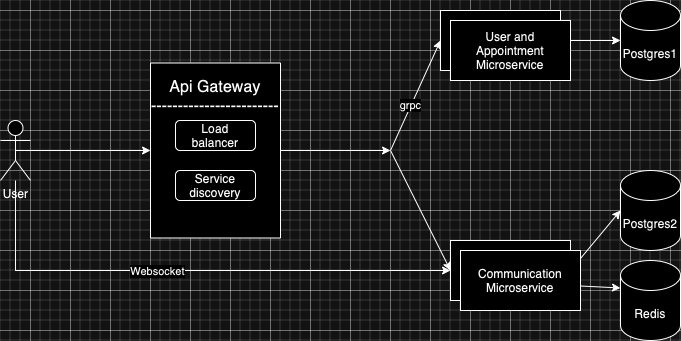 Api Gateway
Load
balancer
Service
discovery
User
Websocket
grpc
User and
Appointment
Microservice
Postgres1
Communication
Microservice
Postgres2
Redis